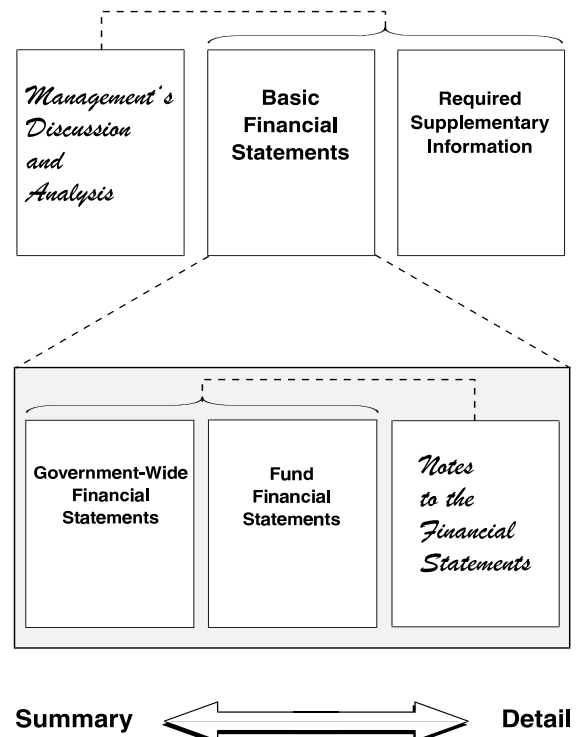 Management's
Discussion
and
Analysis
Basic
Financial
Statements
Required
Supplementary
Information
Government-Wide
Financial
Statements
Fund
Financial
Statements
Notes
to the
Financial
Statements
Summary
Detail